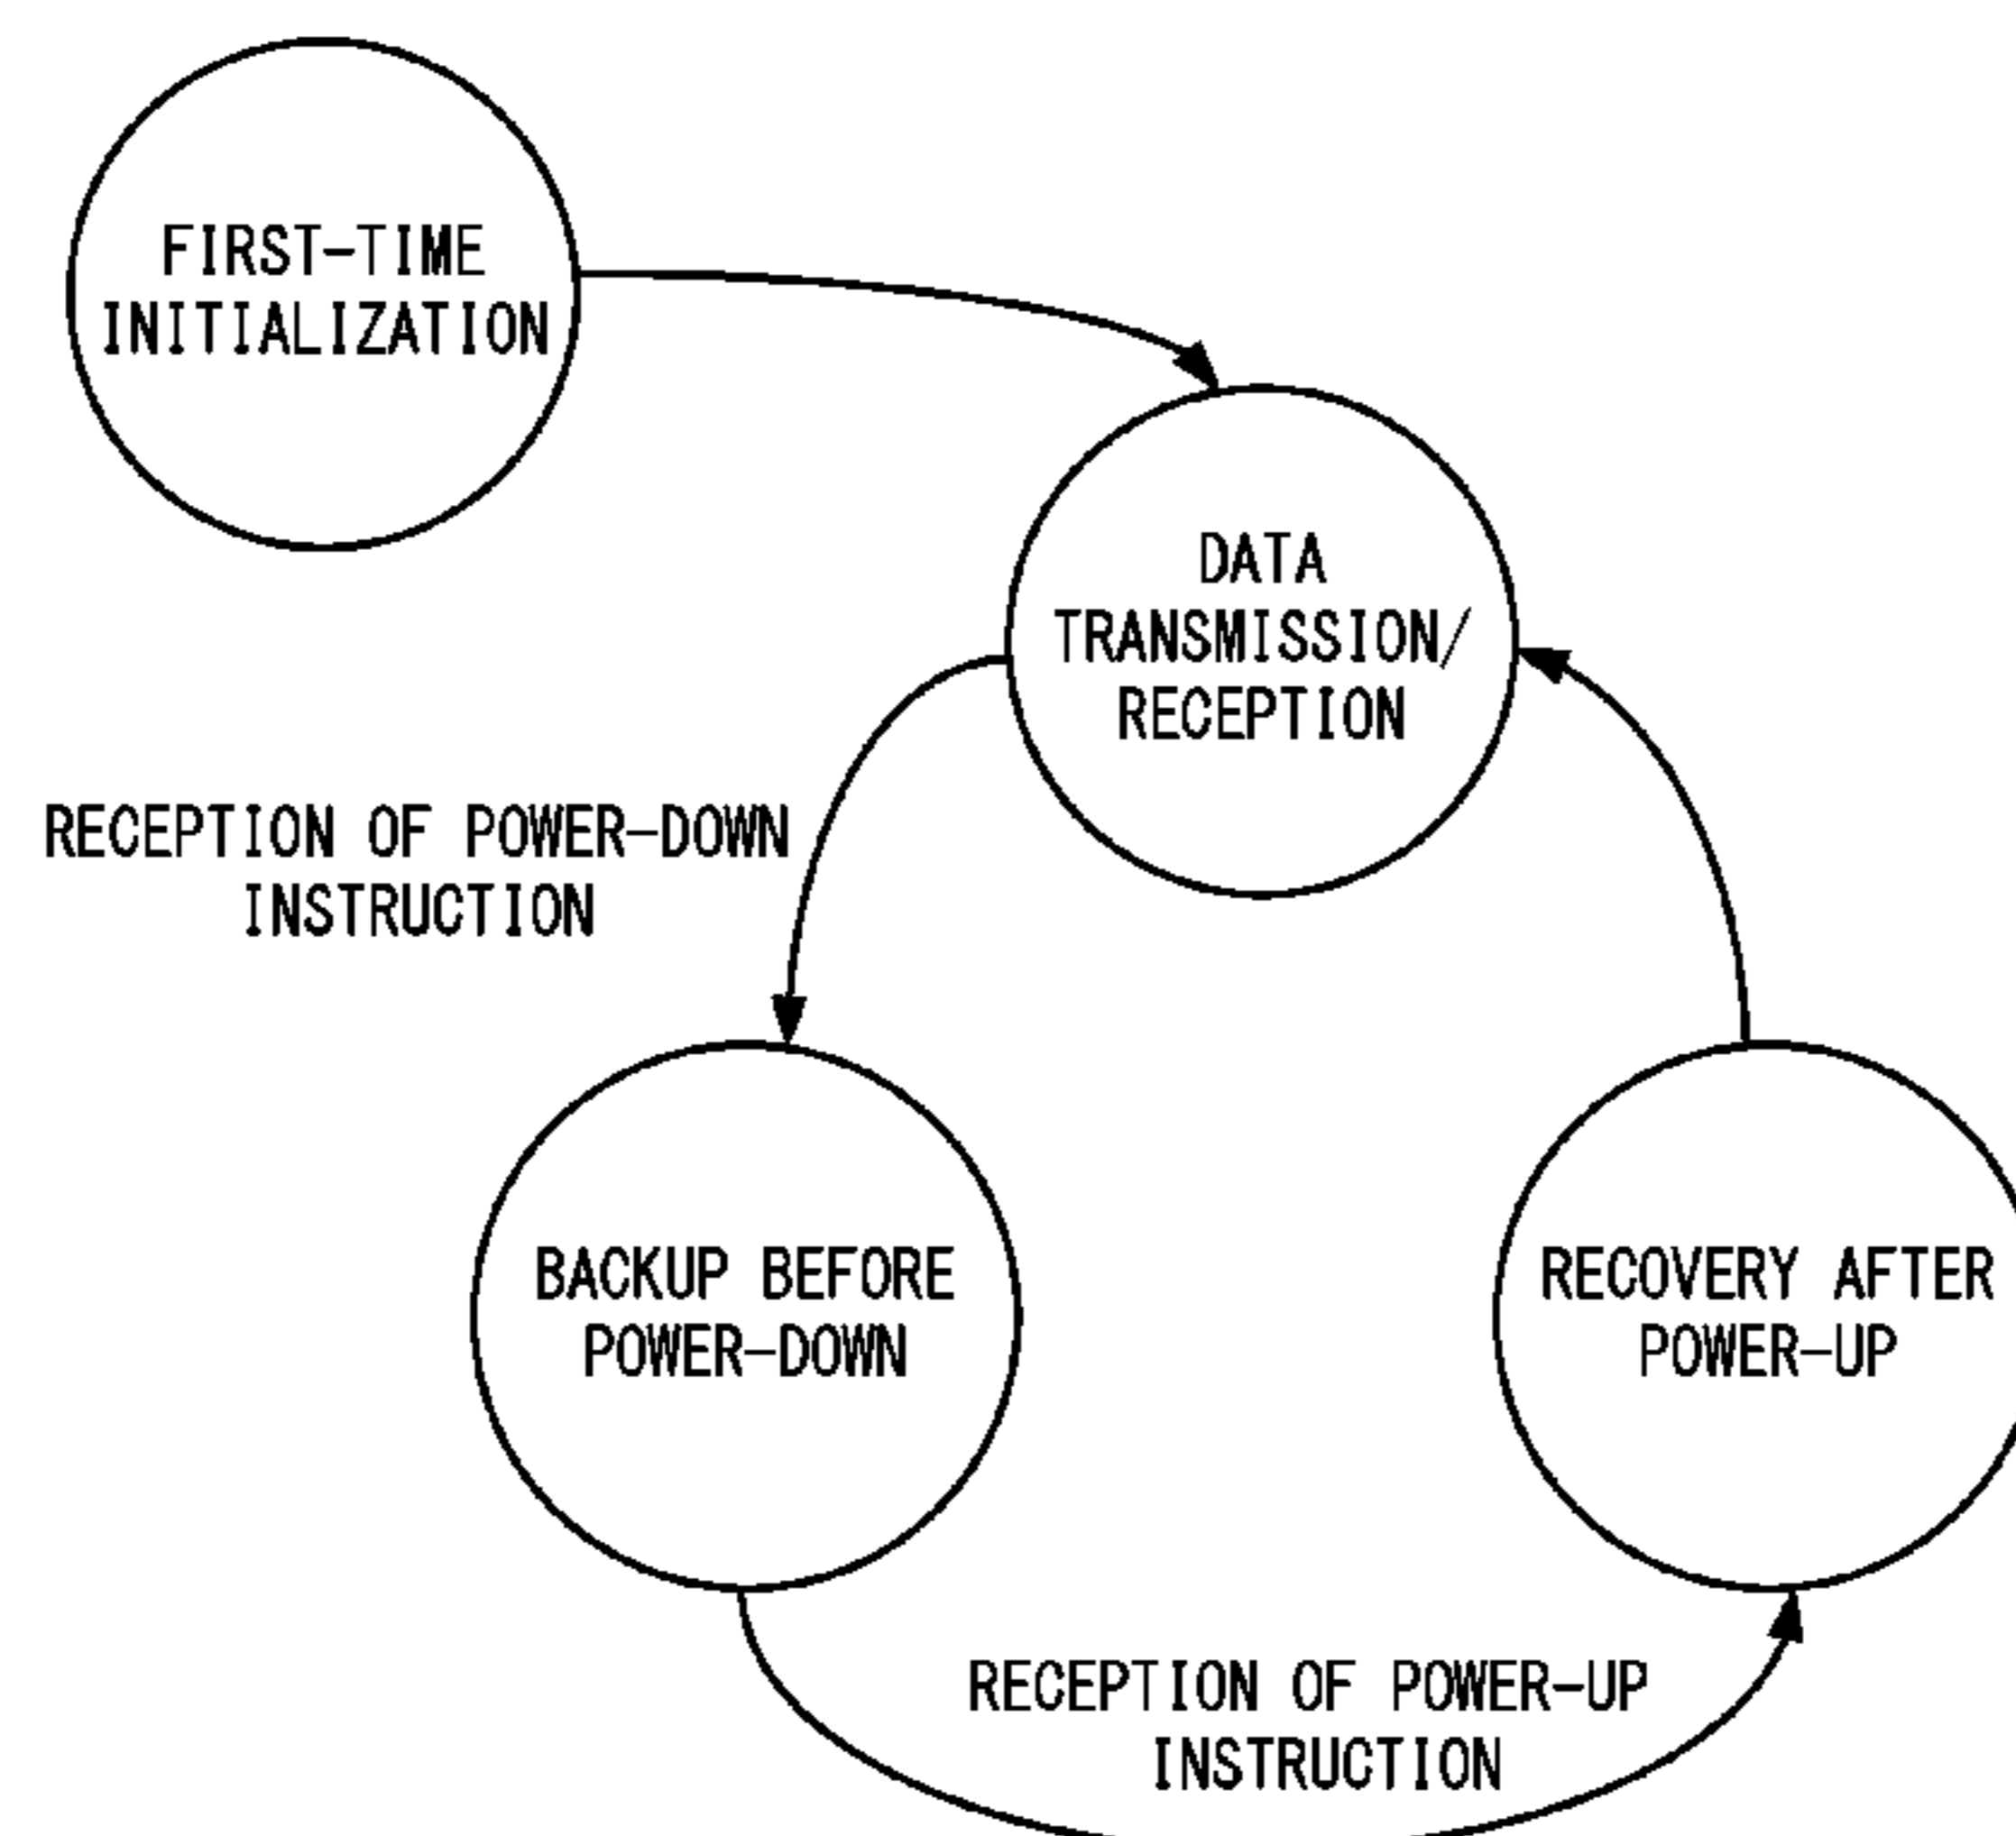 FIRST-TIME
INITIALIZATION
DATA
TRANSMISSION/
RECEPTION
RECEPTION OF POWER-DOWN
INSTRUCTION
BACKUP BEFORE
POWER-DOWN
RECOVERY AFTER
POWER-UP
RECEPTION OF POWER-UP
INSTRUCTION